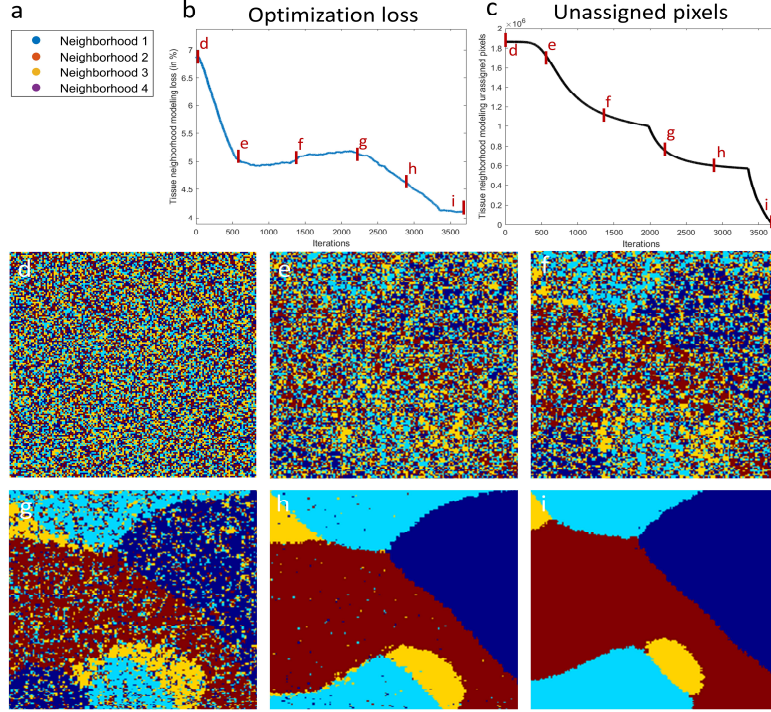 a
Neighborhood 1
Neighborhood 2
Neighborhood 3
Neighborhood 4
b
Optimization loss
Tissue neighborhood modeling loss (in %)
7
6.5
6
5.5
5
4.5
4
0
500
1000
1500
2000
2500
3000
3500
Iterations
d
e
f
g
h
i
c
Unassigned pixels
×10⁶
Tissue neighborhood modeling unassigned pixels
2
1.8
1.6
1.4
1.2
1
0.8
0.6
0.4
0.2
0
0
500
1000
1500
2000
2500
3000
3500
Iterations
d
e
f
g
h
i
d
e
f
g
h
i